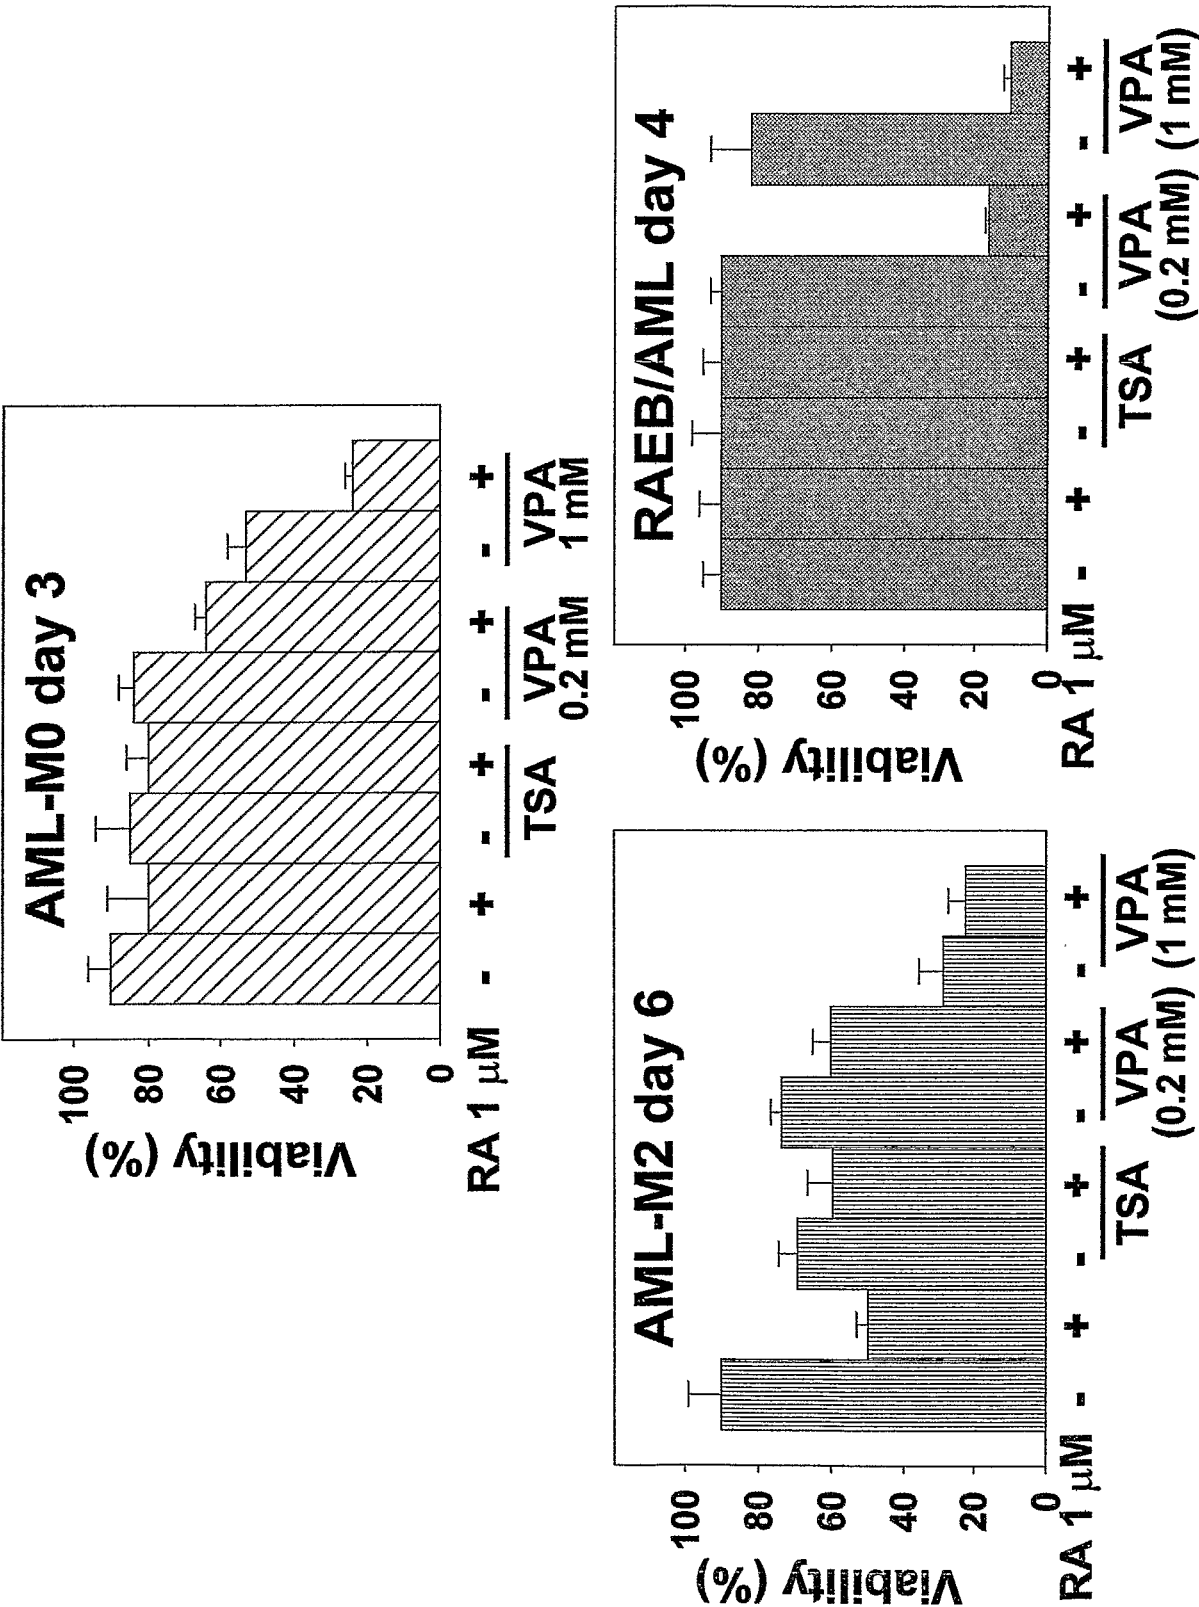 AML-M0 day 3
Viability (%)
100
80
60
40
20
0
RA 1 μM - + - + - + - +
TSA VPA VPA
0.2 mM 1 mM
AML-M2 day 6
Viability (%)
100
80
60
40
20
0
RA 1 μM - + - + - + - +
TSA VPA VPA
(0.2 mM) (1 mM)
RAEB/AML day 4
Viability (%)
100
80
60
40
20
0
RA 1 μM - + - + - + - +
TSA VPA VPA
(0.2 mM) (1 mM)